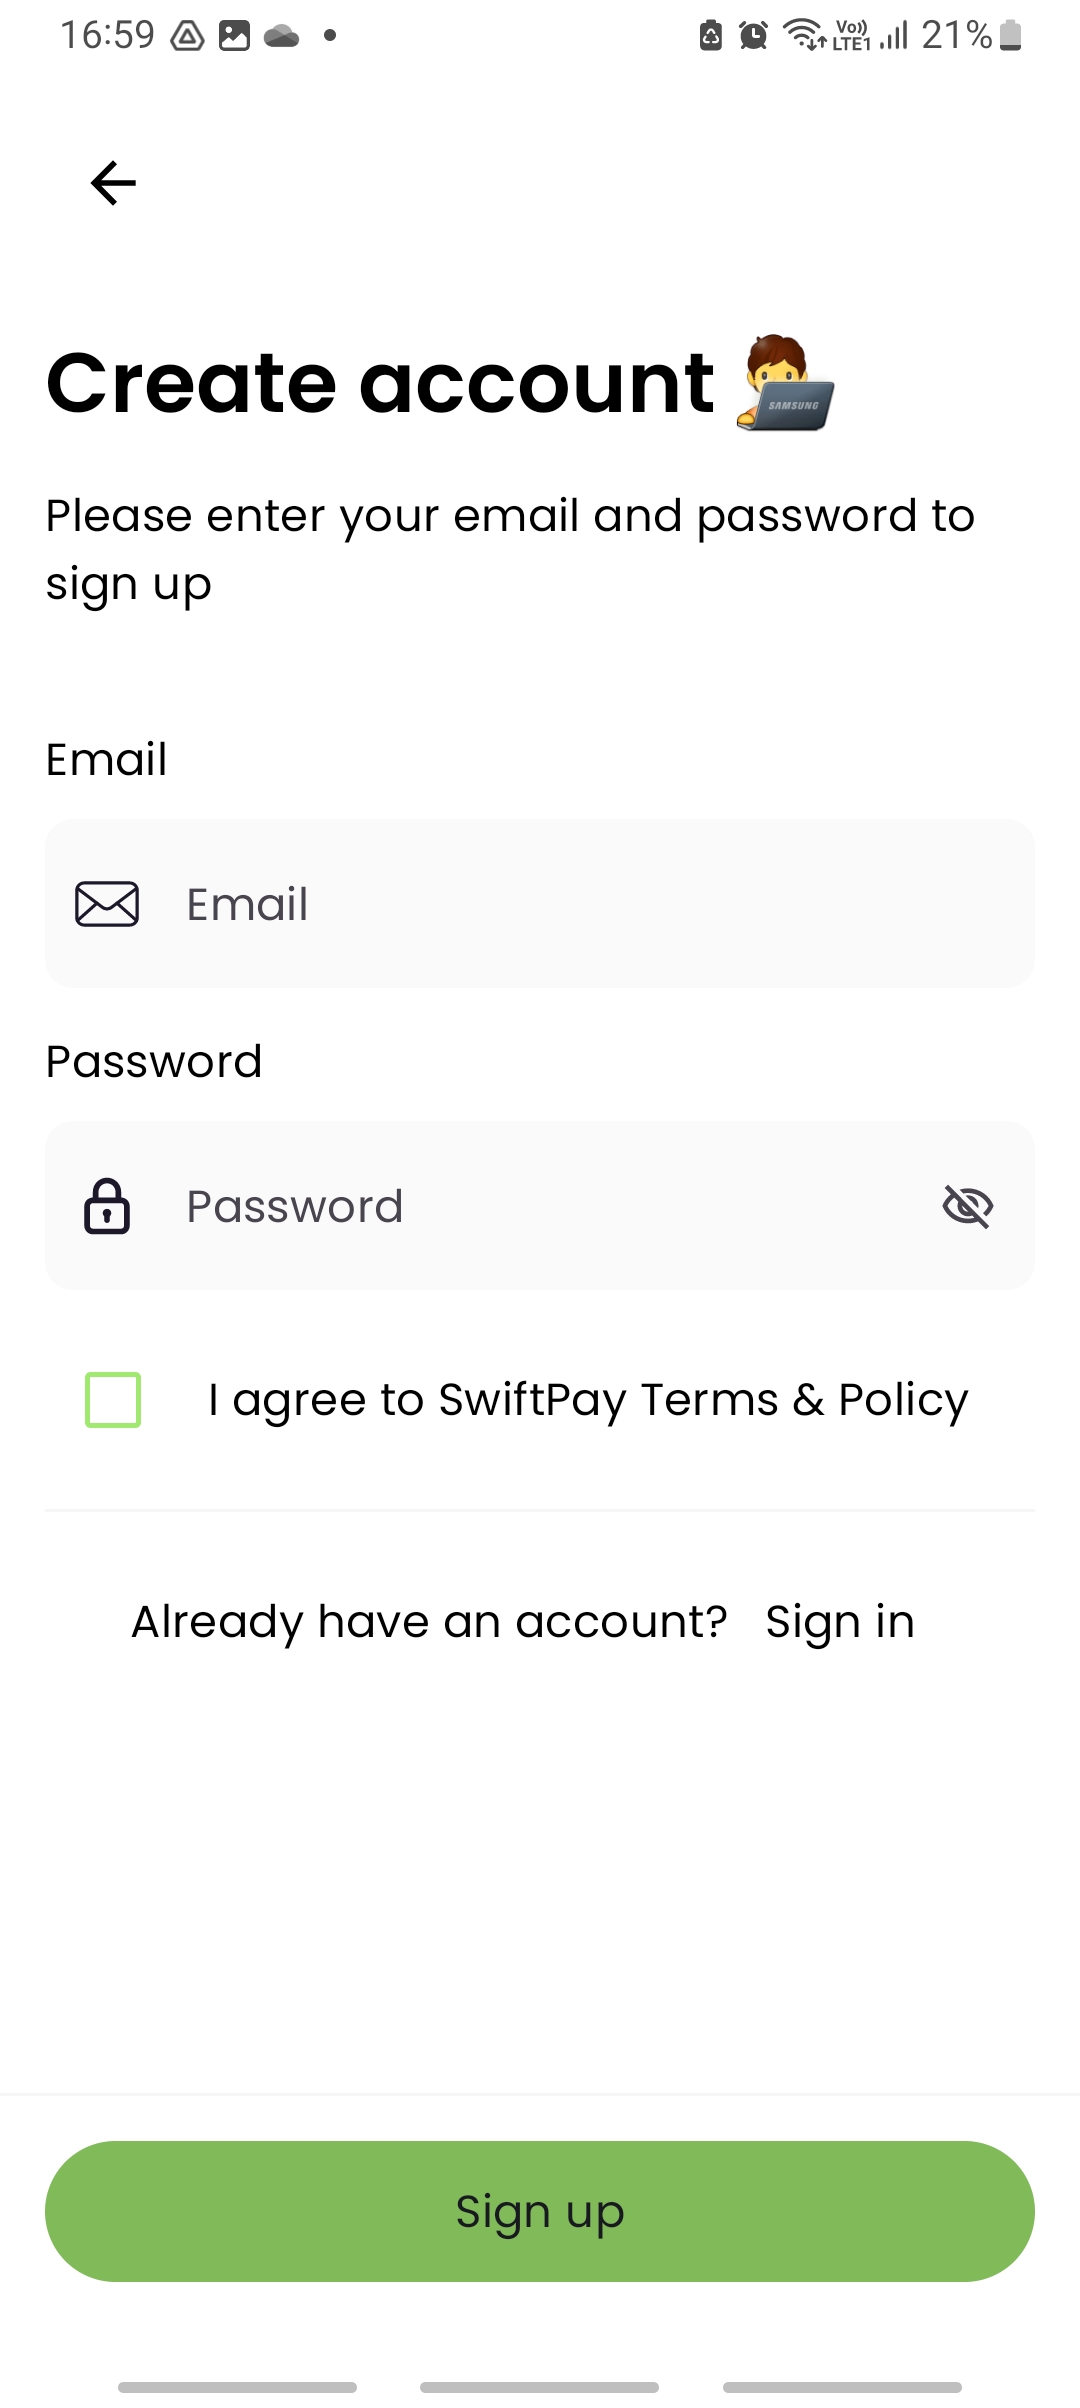 16:59 Vo)) LTE1 21%
Create account
SAMSUNG
Please enter your email and password to
sign up
Email
Email
Password
Password
I agree to SwiftPay Terms & Policy
Already have an account? Sign in
Sign up